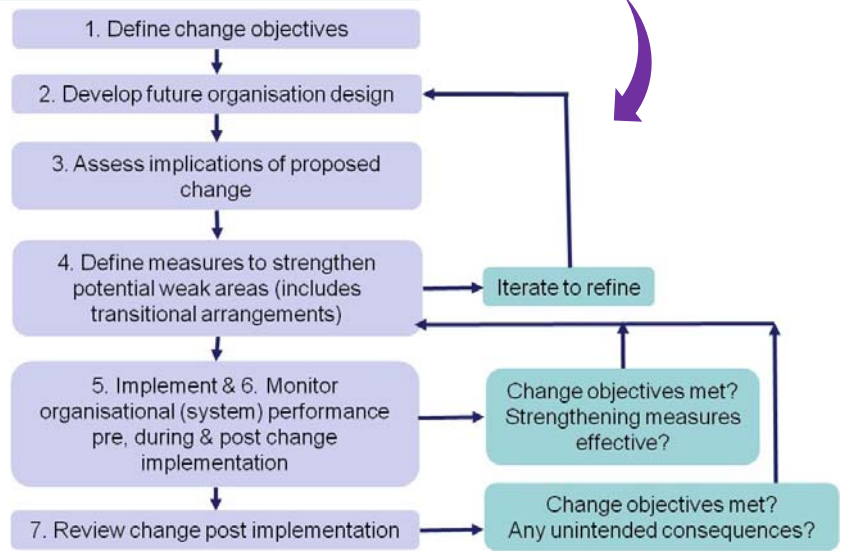 1. Define change objectives
2. Develop future organisation design
3. Assess implications of proposed
change
4. Define measures to strengthen
potential weak areas (includes
transitional arrangements)
Iterate to refine
5. Implement & 6. Monitor
organisational (system) performance
pre, during & post change
implementation
Change objectives met?
Strengthening measures
effective?
7. Review change post implementation
Change objectives met?
Any unintended consequences?